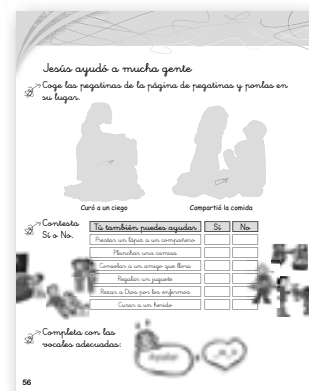 Jesús ayudó a mucha gente
Coge las pegatinas de la página de pegatinas y ponlas en
su lugar.
Curó a un ciego
Compartió la comida
Contesta
Sí o No.
Tú también puedes ayudar Sí No
Prestar un lápiz a un compañero
Planchar una camisa
Consolar a un amigo que llora
Regalar un juguete
Rezar a Dios por los enfermos
Curar a un herido
Completa con las
vocales adecuadas:
56